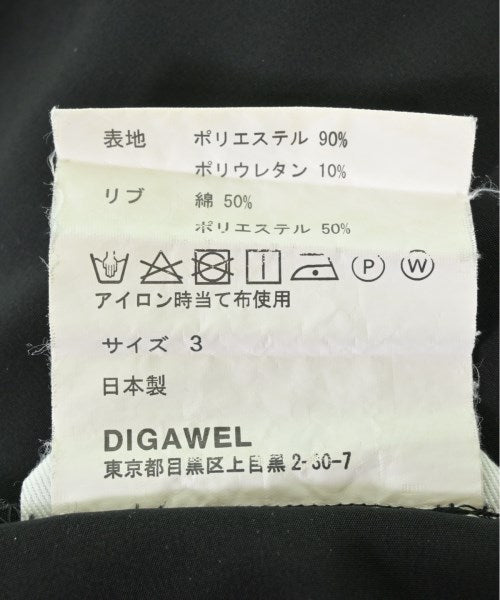 表地 ポリエステル 90%
ポリウレタン 10%
リブ 綿 50%
ポリエステル 50%
P W
アイロン時当て布使用
サイズ 3
日本製
DIGAWEL
東京都目黒区上目黒 2-30-7